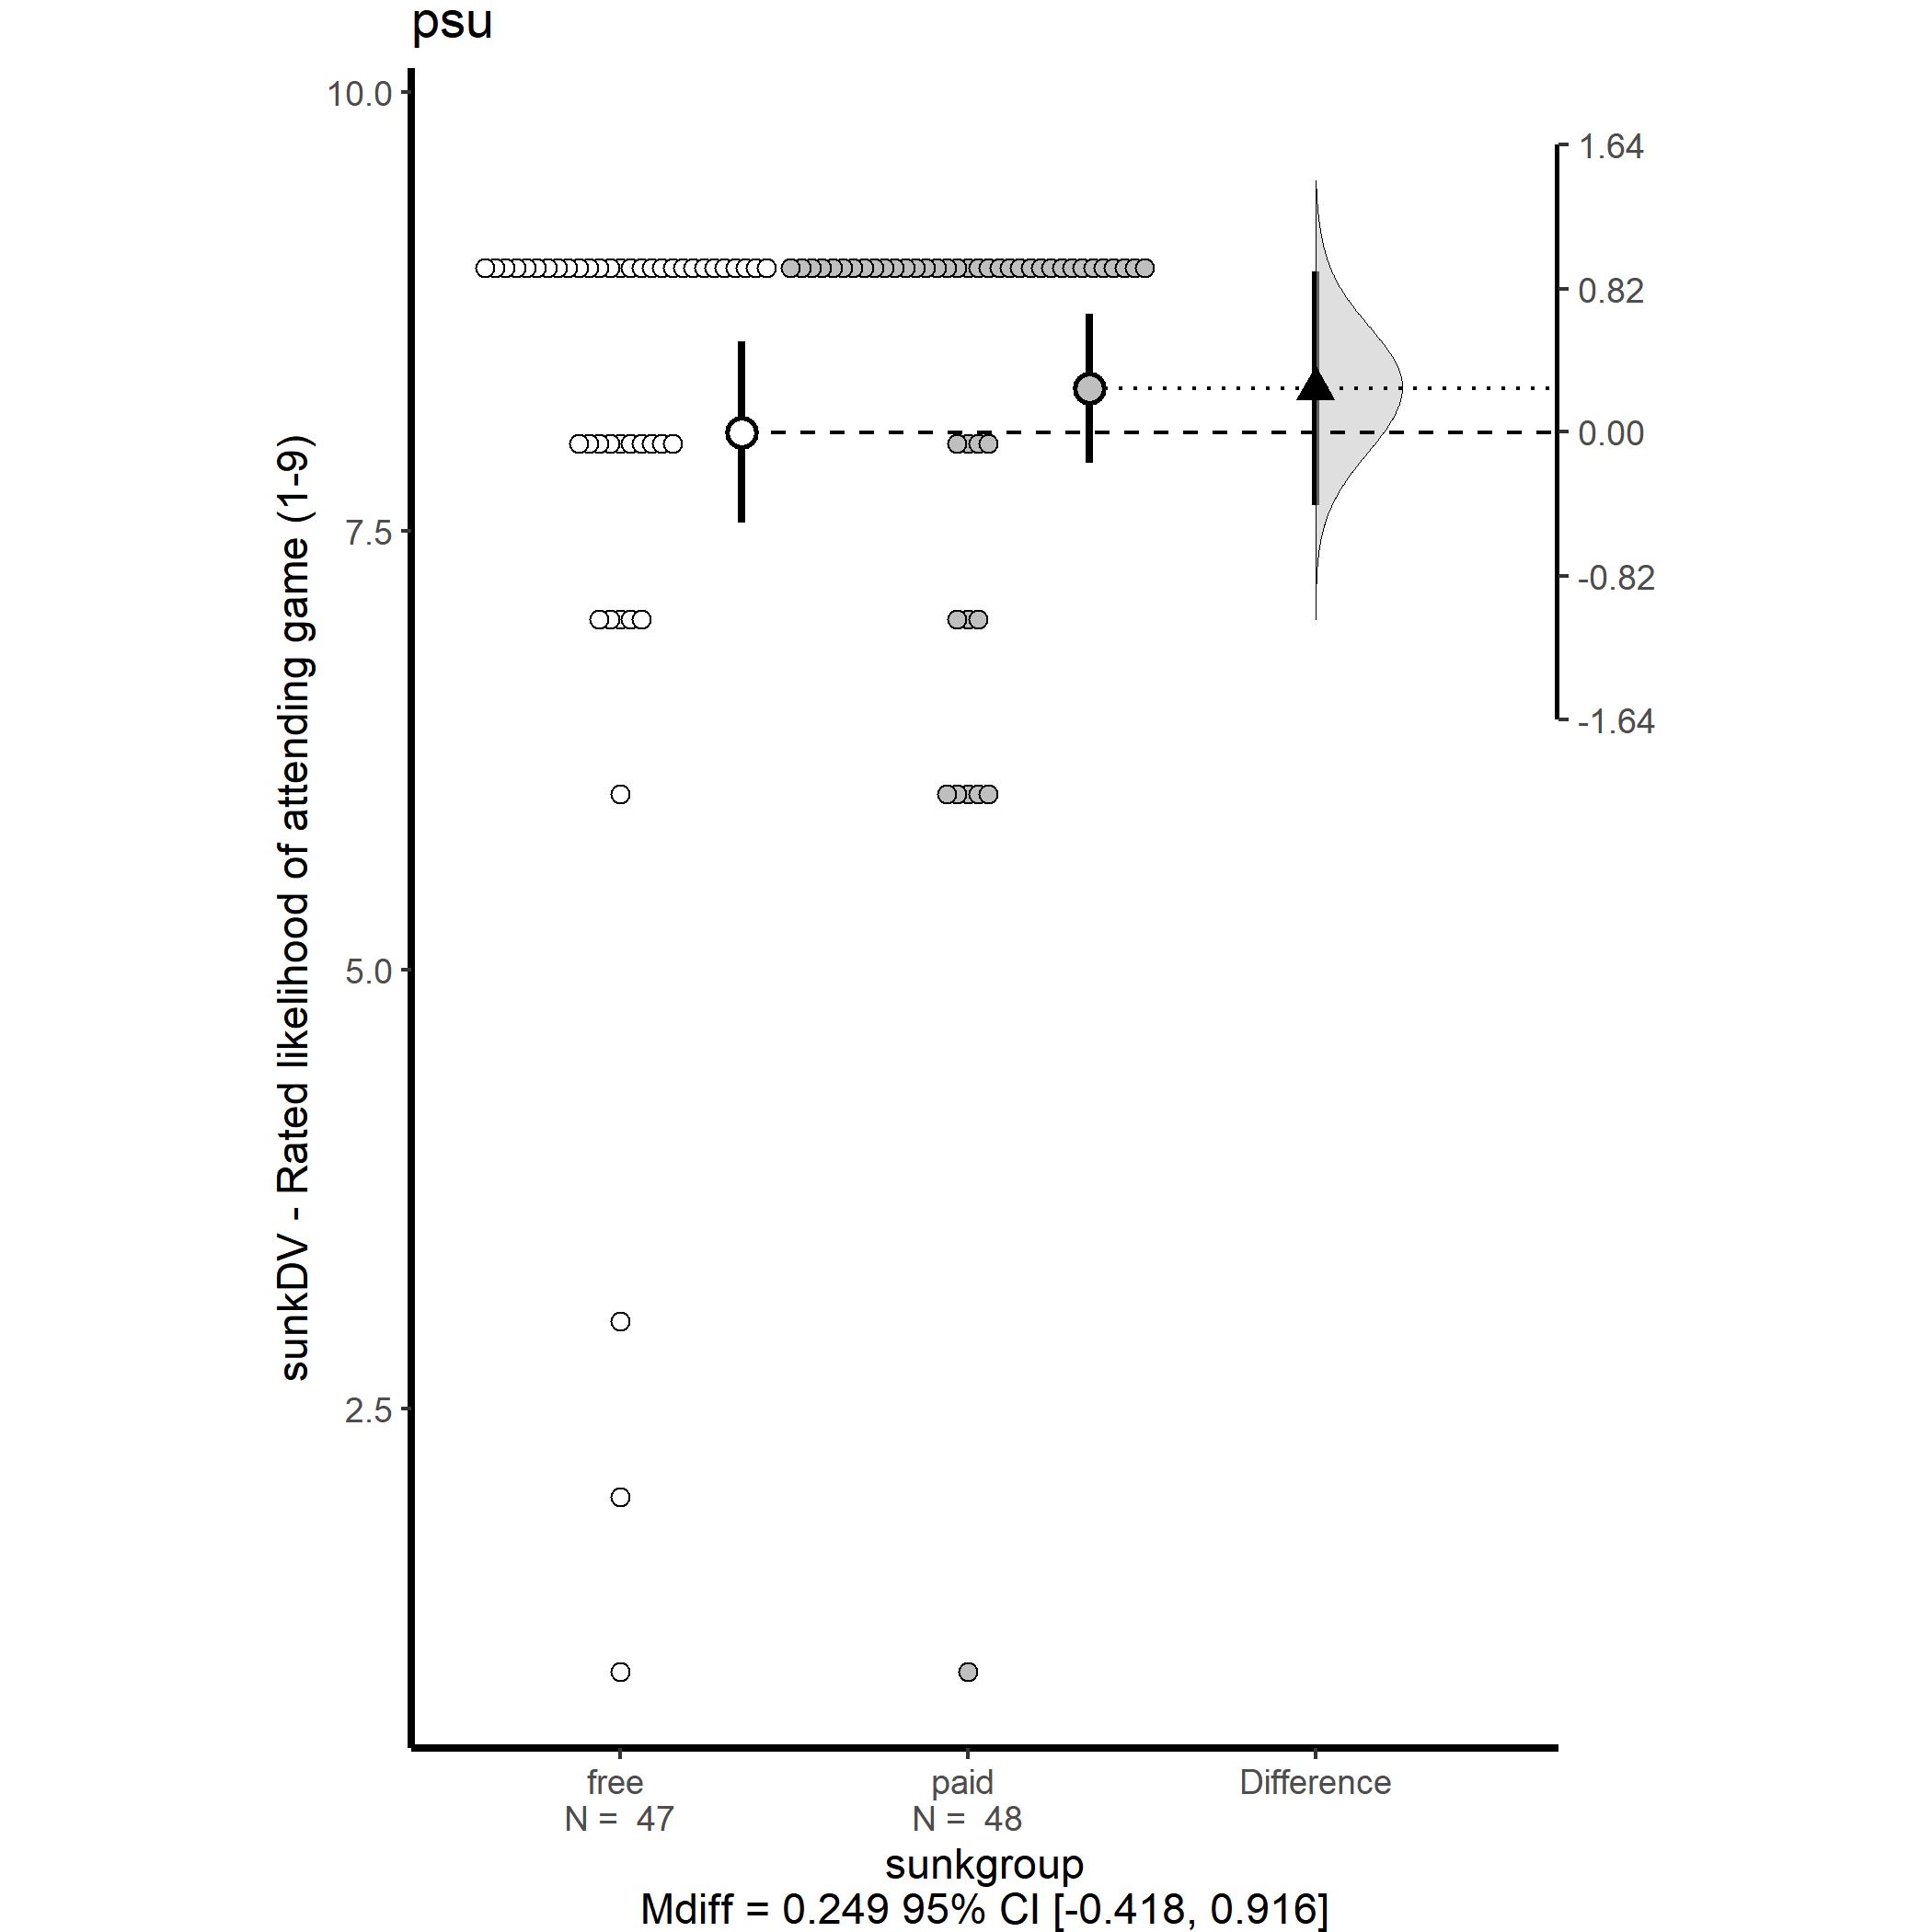 psu
10.0
7.5
5.0
2.5
sunkDV - Rated likelihood of attending game (1-9)
1.64
0.82
0.00
-0.82
-1.64
free
N =  47
paid
N =  48
Difference
sunkgroup
Mdiff = 0.249 95% CI [-0.418, 0.916]